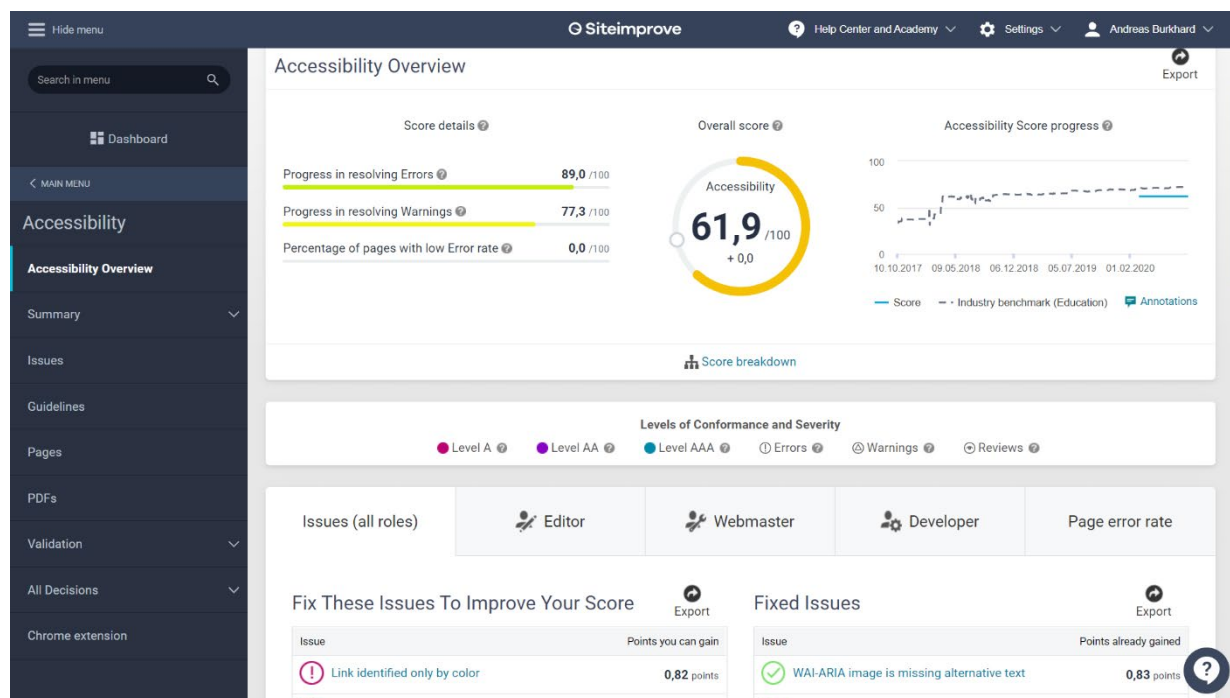 Hide menu
Siteimprove
Help Center and Academy
Settings
Andreas Burkhard
Search in menu
Dashboard
MAIN MENU
Accessibility
Accessibility Overview
Summary
Issues
Guidelines
Pages
PDFs
Validation
All Decisions
Chrome extension
Accessibility Overview
Export
Score details
Progress in resolving Errors 89,0 /100
Progress in resolving Warnings 77,3 /100
Percentage of pages with low Error rate 0,0 /100
Overall score
Accessibility
61,9 /100
+ 0,0
Accessibility Score progress
100
50
0
10.10.2017 09.05.2018 06.12.2018 05.07.2019 01.02.2020
Score Industry benchmark (Education) Annotations
Score breakdown
Levels of Conformance and Severity
Level A Level AA Level AAA Errors Warnings Reviews
Issues (all roles) Editor Webmaster Developer Page error rate
Fix These Issues To Improve Your Score
Export
Issue Points you can gain
Link identified only by color 0,82 points
Fixed Issues
Export
Issue Points already gained
WAI-ARIA image is missing alternative text 0,83 points